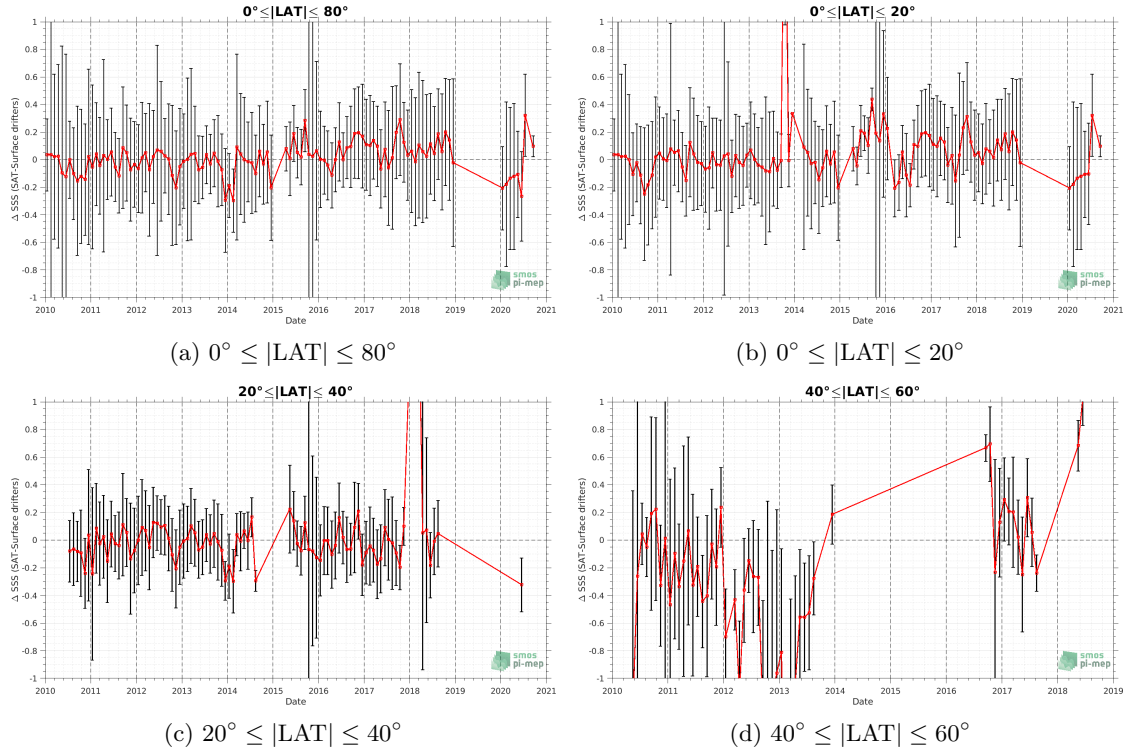 0°≤|LAT|≤ 80°
Δ SSS (SAT-Surface drifters)
1
0.8
0.6
0.4
0.2
0
-0.2
-0.4
-0.6
-0.8
-1
2010 2011 2012 2013 2014 2015 2016 2017 2018 2019 2020 2021
Date
smos
pi-mep
(a) 0° ≤ |LAT| ≤ 80°
0°≤|LAT|≤ 20°
Δ SSS (SAT-Surface drifters)
1
0.8
0.6
0.4
0.2
0
-0.2
-0.4
-0.6
-0.8
-1
2010 2011 2012 2013 2014 2015 2016 2017 2018 2019 2020 2021
Date
smos
pi-mep
(b) 0° ≤ |LAT| ≤ 20°
20°≤|LAT|≤ 40°
Δ SSS (SAT-Surface drifters)
1
0.8
0.6
0.4
0.2
0
-0.2
-0.4
-0.6
-0.8
-1
2010 2011 2012 2013 2014 2015 2016 2017 2018 2019 2020 2021
Date
smos
pi-mep
(c) 20° ≤ |LAT| ≤ 40°
40°≤|LAT|≤ 60°
Δ SSS (SAT-Surface drifters)
1
0.8
0.6
0.4
0.2
0
-0.2
-0.4
-0.6
-0.8
-1
2010 2011 2012 2013 2014 2015 2016 2017 2018 2019
Date
smos
pi-mep
(d) 40° ≤ |LAT| ≤ 60°